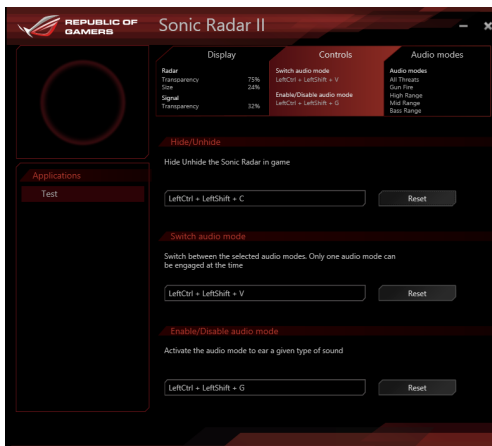 REPUBLIC OF
GAMERS
Sonic Radar II
Display
Radar
Transparency 75%
Size 24%
Signal
Transparency 32%
Controls
Switch audio mode
LeftCtrl + LeftShift + V
Enable/Disable audio mode
LeftCtrl + LeftShift + G
Audio modes
Audio modes
All Threats
Gun Fire
High Range
Mid Range
Bass Range
Applications
Test
Hide/Unhide
Hide Unhide the Sonic Radar in game
LeftCtrl + LeftShift + C
Reset
Switch audio mode
Switch between the selected audio modes. Only one audio mode can
be engaged at the time
LeftCtrl + LeftShift + V
Reset
Enable/Disable audio mode
Activate the audio mode to ear a given type of sound
LeftCtrl + LeftShift + G
Reset